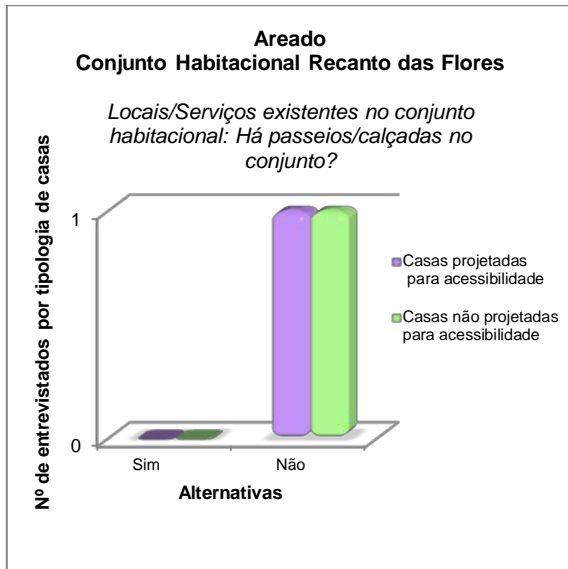 Areado
Conjunto Habitacional Recanto das Flores
Locais/Serviços existentes no conjunto
habitacional: Há passeios/calçadas no
conjunto?
Nº de entrevistados por tipologia de casas
1
0
Sim
Não
Alternativas
Casas projetadas
para acessibilidade
Casas não projetadas
para acessibilidade